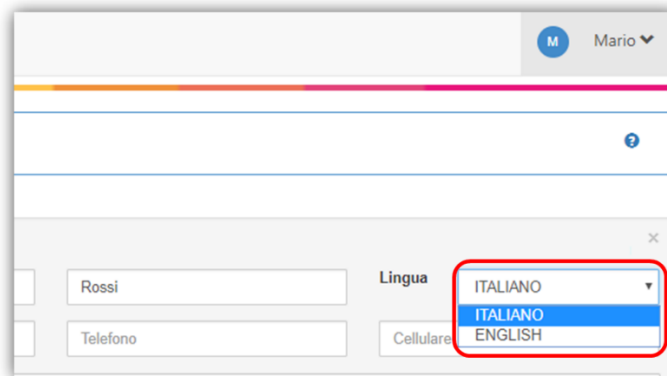 M Mario
?
×
Rossi Lingua ITALIANO
ITALIANO
Telefono Cellulare ENGLISH